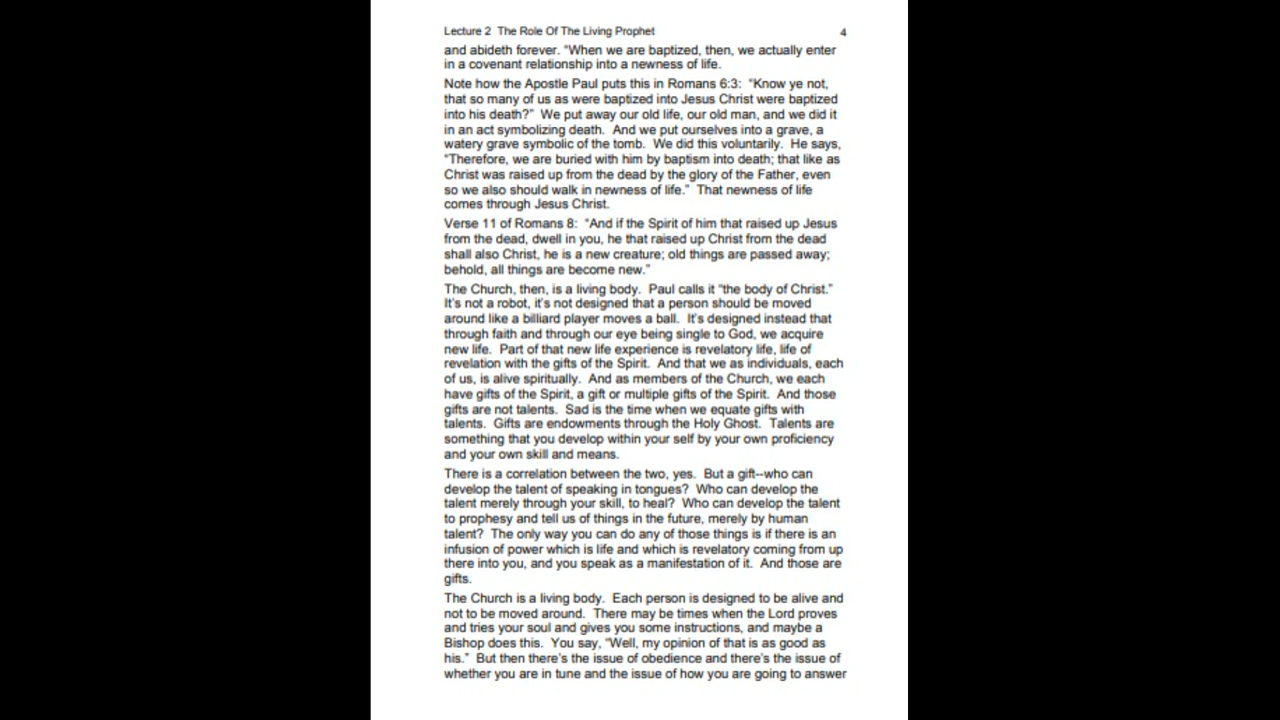 Lecture 2 The Role Of The Living Prophet 4
and abideth forever. “When we are baptized, then, we actually enter
in a covenant relationship into a newness of life.
Note how the Apostle Paul puts this in Romans 6:3: “Know ye not,
that so many of us as were baptized into Jesus Christ were baptized
into his death?” We put away our old life, our old man, and we did it
in an act symbolizing death. And we put ourselves into a grave, a
watery grave symbolic of the tomb. We did this voluntarily. He says,
“Therefore, we are buried with him by baptism into death; that like as
Christ was raised up from the dead by the glory of the Father, even
so we also should walk in newness of life.” That newness of life
comes through Jesus Christ.
Verse 11 of Romans 8: “And if the Spirit of him that raised up Jesus
from the dead, dwell in you, he that raised up Christ from the dead
shall also Christ, he is a new creature; old things are passed away;
behold, all things are become new.”
The Church, then, is a living body. Paul calls it “the body of Christ.”
It’s not a robot, it’s not designed that a person should be moved
around like a billiard player moves a ball. It’s designed instead that
through faith and through our eye being single to God, we acquire
new life. Part of that new life experience is revelatory life, life of
revelation with the gifts of the Spirit. And that we as individuals, each
of us, is alive spiritually. And as members of the Church, we each
have gifts of the Spirit, a gift or multiple gifts of the Spirit. And those
gifts are not talents. Sad is the time when we equate gifts with
talents. Gifts are endowments through the Holy Ghost. Talents are
something that you develop within your self by your own proficiency
and your own skill and means.
There is a correlation between the two, yes. But a gift--who can
develop the talent of speaking in tongues? Who can develop the
talent merely through your skill, to heal? Who can develop the talent
to prophesy and tell us of things in the future, merely by human
talent? The only way you can do any of those things is if there is an
infusion of power which is life and which is revelatory coming from up
there into you, and you speak as a manifestation of it. And those are
gifts.
The Church is a living body. Each person is designed to be alive and
not to be moved around. There may be times when the Lord proves
and tries your soul and gives you some instructions, and maybe a
Bishop does this. You say, “Well, my opinion of that is as good as
his.” But then there’s the issue of obedience and there’s the issue of
whether you are in tune and the issue of how you are going to answer